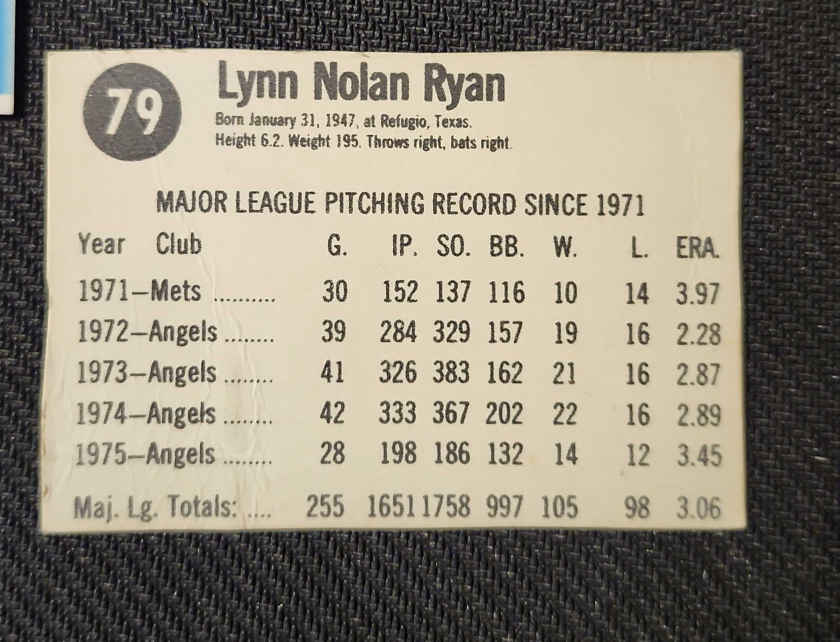 79
Lynn Nolan Ryan
Born January 31, 1947, at Refugio, Texas.
Height 6.2. Weight 195. Throws right, bats right.
MAJOR LEAGUE PITCHING RECORD SINCE 1971
Year Club G. IP. SO. BB. W. L. ERA.
1971—Mets .......... 30 152 137 116 10 14 3.97
1972—Angels ........ 39 284 329 157 19 16 2.28
1973—Angels ........ 41 326 383 162 21 16 2.87
1974—Angels ........ 42 333 367 202 22 16 2.89
1975—Angels ........ 28 198 186 132 14 12 3.45
Maj. Lg. Totals: .... 255 1651 1758 997 105 98 3.06